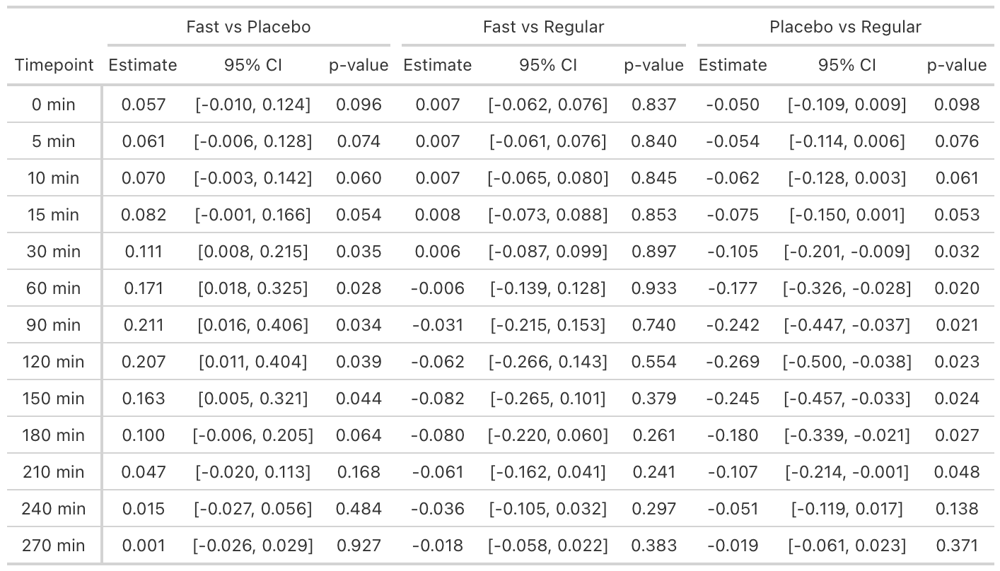 Fast vs Placebo Fast vs Regular Placebo vs Regular
Timepoint Estimate 95% CI p-value Estimate 95% CI p-value Estimate 95% CI p-value
0 min 0.057 [-0.010, 0.124] 0.096 0.007 [-0.062, 0.076] 0.837 -0.050 [-0.109, 0.009] 0.098
5 min 0.061 [-0.006, 0.128] 0.074 0.007 [-0.061, 0.076] 0.840 -0.054 [-0.114, 0.006] 0.076
10 min 0.070 [-0.003, 0.142] 0.060 0.007 [-0.065, 0.080] 0.845 -0.062 [-0.128, 0.003] 0.061
15 min 0.082 [-0.001, 0.166] 0.054 0.008 [-0.073, 0.088] 0.853 -0.075 [-0.150, 0.001] 0.053
30 min 0.111 [0.008, 0.215] 0.035 0.006 [-0.087, 0.099] 0.897 -0.105 [-0.201, -0.009] 0.032
60 min 0.171 [0.018, 0.325] 0.028 -0.006 [-0.139, 0.128] 0.933 -0.177 [-0.326, -0.028] 0.020
90 min 0.211 [0.016, 0.406] 0.034 -0.031 [-0.215, 0.153] 0.740 -0.242 [-0.447, -0.037] 0.021
120 min 0.207 [0.011, 0.404] 0.039 -0.062 [-0.266, 0.143] 0.554 -0.269 [-0.500, -0.038] 0.023
150 min 0.163 [0.005, 0.321] 0.044 -0.082 [-0.265, 0.101] 0.379 -0.245 [-0.457, -0.033] 0.024
180 min 0.100 [-0.006, 0.205] 0.064 -0.080 [-0.220, 0.060] 0.261 -0.180 [-0.339, -0.021] 0.027
210 min 0.047 [-0.020, 0.113] 0.168 -0.061 [-0.162, 0.041] 0.241 -0.107 [-0.214, -0.001] 0.048
240 min 0.015 [-0.027, 0.056] 0.484 -0.036 [-0.105, 0.032] 0.297 -0.051 [-0.119, 0.017] 0.138
270 min 0.001 [-0.026, 0.029] 0.927 -0.018 [-0.058, 0.022] 0.383 -0.019 [-0.061, 0.023] 0.371